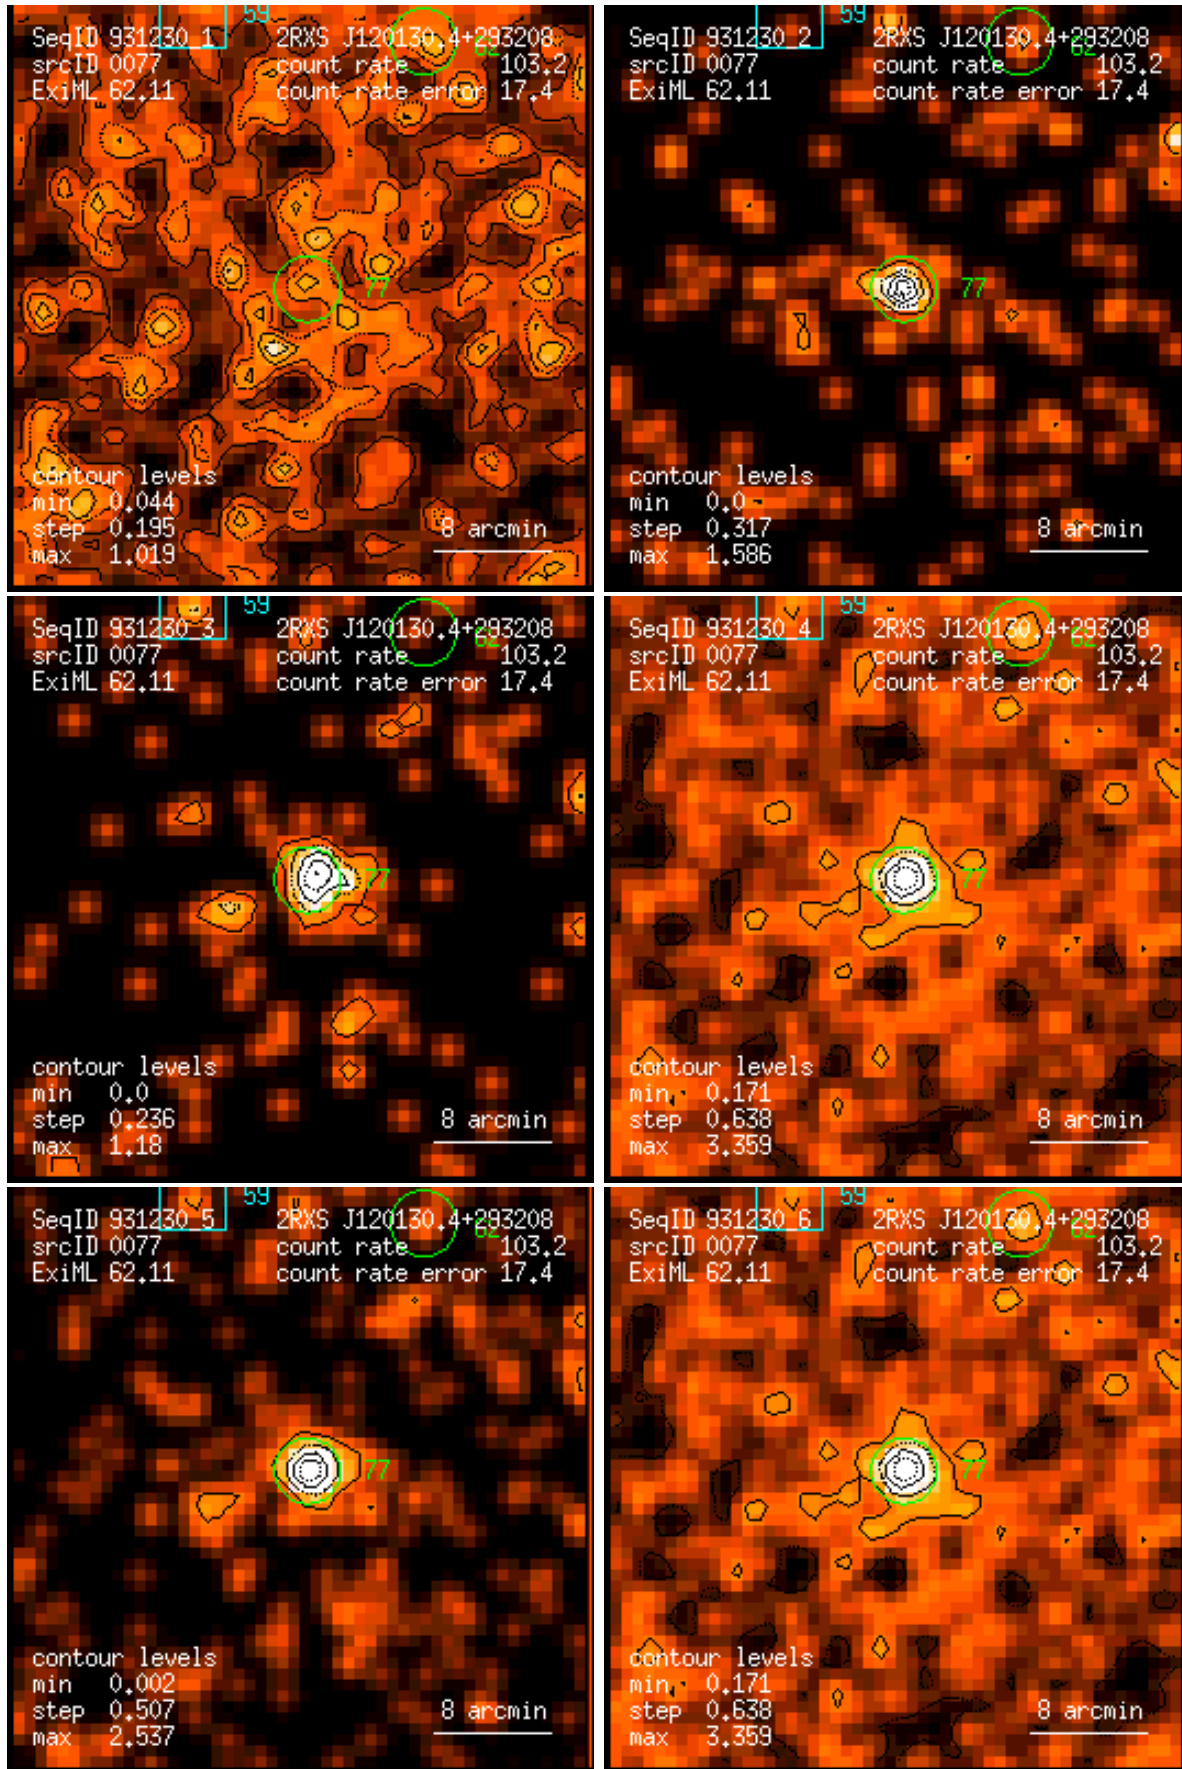 59
SeqID 931230_1 2RXS J120130.4+293208
62
srcID 0077 count rate 103.2
ExiML 62.11 count rate error 17.4
77
contour levels
min 0.044
step 0.195 8 arcmin
max 1.019
59
SeqID 931230_2 2RXS J120130.4+293208
62
srcID 0077 count rate 103.2
ExiML 62.11 count rate error 17.4
77
contour levels
min 0.0
step 0.317 8 arcmin
max 1.586
59
SeqID 931230_3 2RXS J120130.4+293208
62
srcID 0077 count rate 103.2
ExiML 62.11 count rate error 17.4
77
contour levels
min 0.0
step 0.236 8 arcmin
max 1.18
59
SeqID 931230_4 2RXS J120130.4+293208
62
srcID 0077 count rate 103.2
ExiML 62.11 count rate error 17.4
77
contour levels
min 0.171
step 0.638 8 arcmin
max 3.359
59
SeqID 931230_5 2RXS J120130.4+293208
62
srcID 0077 count rate 103.2
ExiML 62.11 count rate error 17.4
77
contour levels
min 0.002
step 0.507 8 arcmin
max 2.537
59
SeqID 931230_6 2RXS J120130.4+293208
62
srcID 0077 count rate 103.2
ExiML 62.11 count rate error 17.4
77
contour levels
min 0.171
step 0.638 8 arcmin
max 3.359